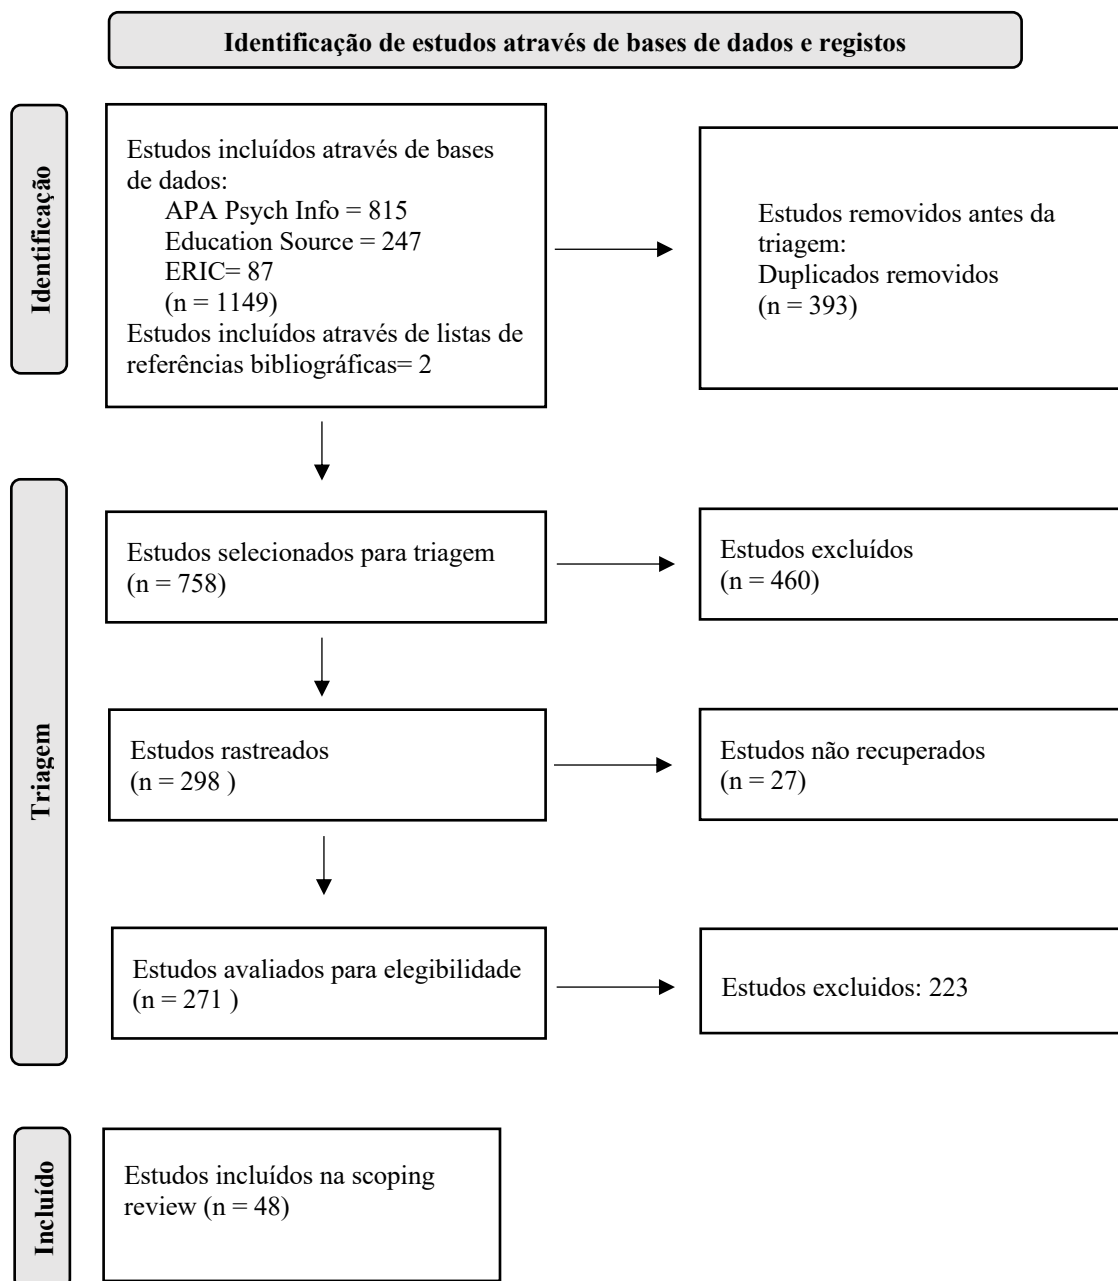 Identificação de estudos através de bases de dados e registos
Identificação
Estudos incluídos através de bases
de dados:
APA Psych Info = 815
Education Source = 247
ERIC= 87
(n = 1149)
Estudos incluídos através de listas de
referências bibliográficas= 2
Estudos removidos antes da
triagem:
Duplicados removidos
(n = 393)
Triagem
Estudos selecionados para triagem
(n = 758)
Estudos excluídos
(n = 460)
Estudos rastreados
(n = 298 )
Estudos não recuperados
(n = 27)
Estudos avaliados para elegibilidade
(n = 271 )
Estudos excluidos: 223
Incluído
Estudos incluídos na scoping
review (n = 48)